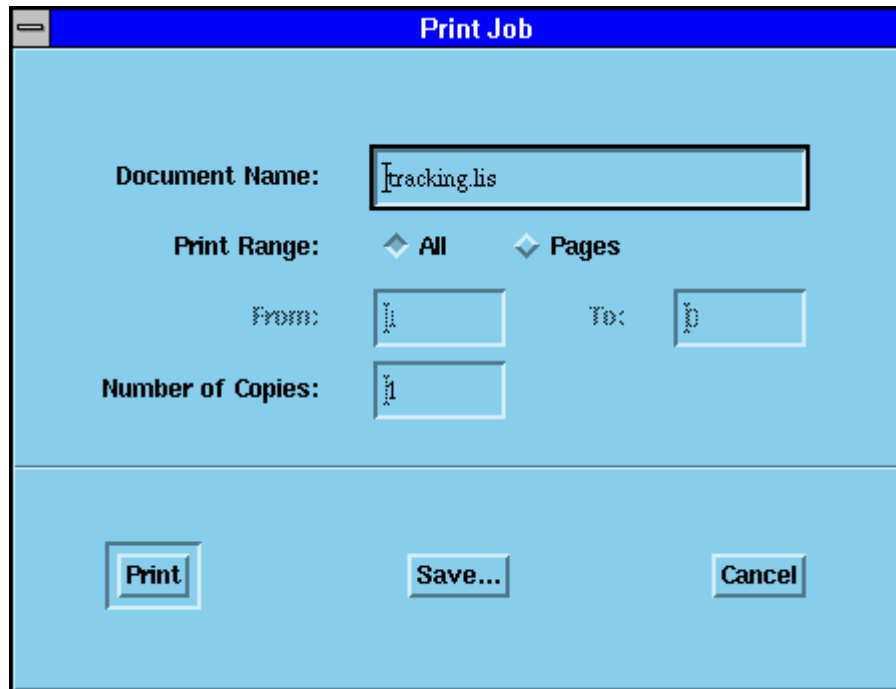 Print Job
Document Name: tracking.lis
Print Range: All Pages
From: 1 To: 0
Number of Copies: 1
Print Save... Cancel